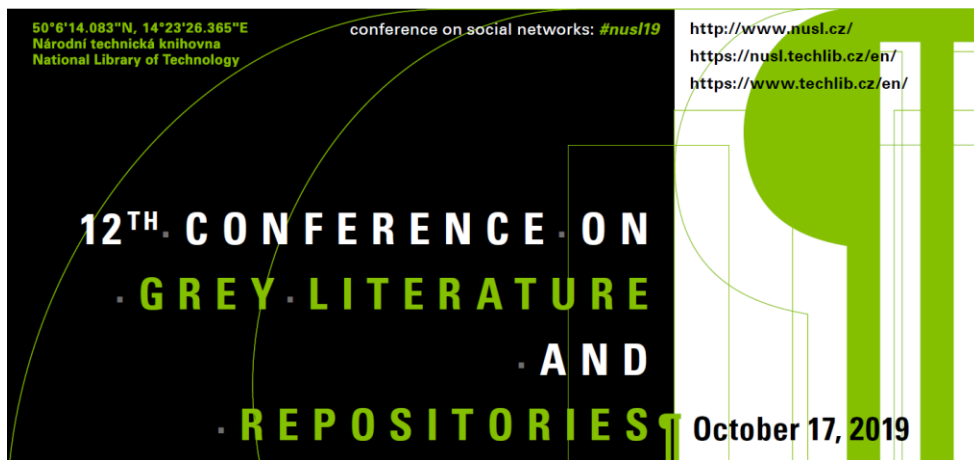 50°6'14.083"N, 14°23'26.365"E
Národní technická knihovna
National Library of Technology
conference on social networks: #nusl19
http://www.nusl.cz/
https://nusl.techlib.cz/en/
https://www.techlib.cz/en/
12TH·CONFERENCE·ON
·GREY·LITERATURE
·AND
·REPOSITORIES¶
October 17, 2019